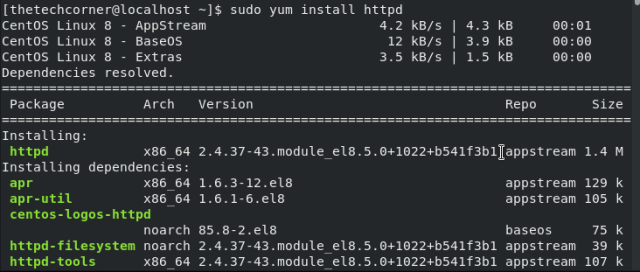 [thetechcorner@localhost ~]$ sudo yum install httpd
CentOS Linux 8 - AppStream 4.2 kB/s | 4.3 kB 00:01
CentOS Linux 8 - BaseOS 12 kB/s | 3.9 kB 00:00
CentOS Linux 8 - Extras 3.5 kB/s | 1.5 kB 00:00
Dependencies resolved.
================================================================================
Package Arch Version Repo Size
================================================================================
Installing:
httpd x86_64 2.4.37-43.module_el8.5.0+1022+b541f3b1 appstream 1.4 M
Installing dependencies:
apr x86_64 1.6.3-12.el8 appstream 129 k
apr-util x86_64 1.6.1-6.el8 appstream 105 k
centos-logos-httpd
noarch 85.8-2.el8 baseos 75 k
httpd-filesystem noarch 2.4.37-43.module_el8.5.0+1022+b541f3b1 appstream 39 k
httpd-tools x86_64 2.4.37-43.module_el8.5.0+1022+b541f3b1 appstream 107 k